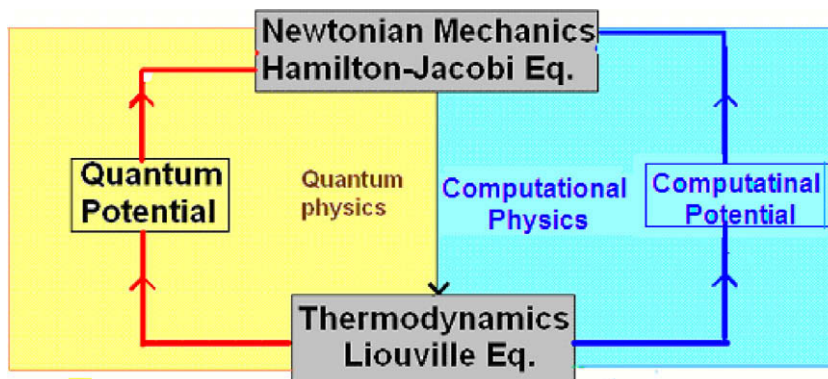 Newtonian Mechanics
Hamilton-Jacobi Eq.
Quantum
Potential
Quantum
physics
Computational
Physics
Computatinal
Potential
Thermodynamics
Liouville Eq.